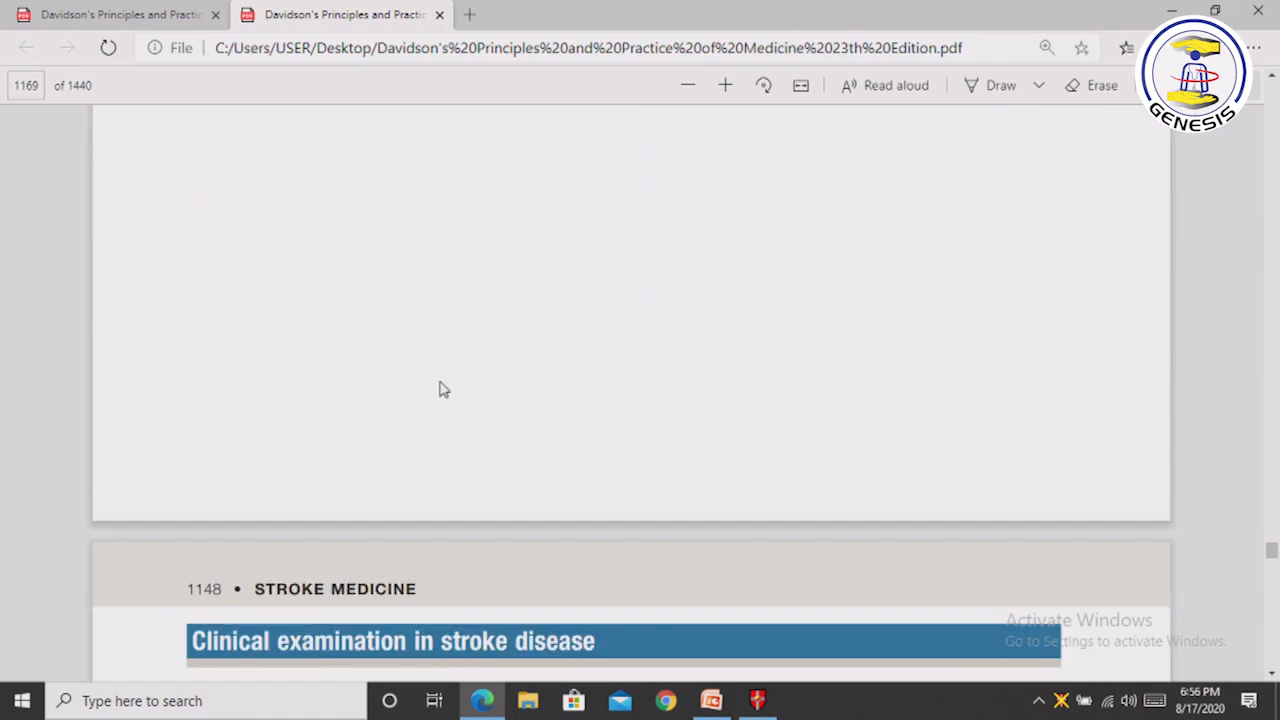 Davidson's Principles and Practic
Davidson's Principles and Practic
File
C:/Users/USER/Desktop/Davidson's%20Principles%20and%20Practice%20of%20Medicine%2023th%20Edition.pdf
1169 of 1440
Read aloud
Draw
Erase
GENESIS
1148 • STROKE MEDICINE
Clinical examination in stroke disease
Activate Windows
Go to Settings to activate Windows.
Type here to search
6:56 PM
8/17/2020